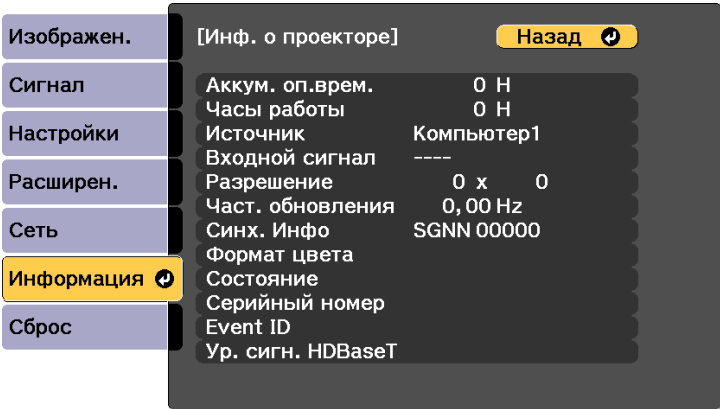 Изображен.
Сигнал
Настройки
Расширен.
Сеть
Информация
Сброс
[Инф. о проекторе]
Назад
Аккум. оп.врем. 0 H
Часы работы 0 H
Источник Компьютер1
Входной сигнал ----
Разрешение 0 x 0
Част. обновления 0,00 Hz
Синх. Инфо SGNN 00000
Формат цвета
Состояние
Серийный номер
Event ID
Ур. сигн. HDBaseT